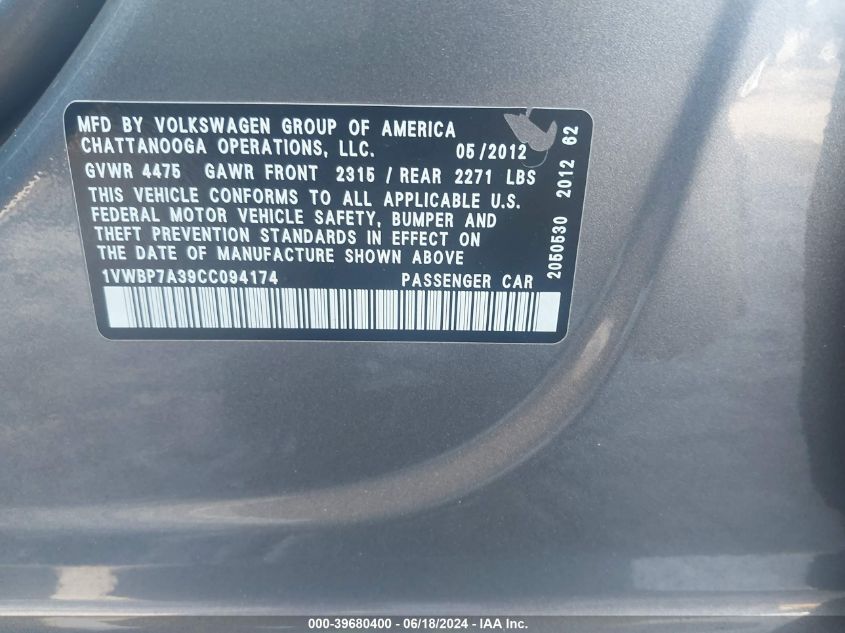 MFD BY VOLKSWAGEN GROUP OF AMERICA
CHATTANOOGA OPERATIONS, LLC. 05/2012
GVWR 4475 GAWR FRONT 2315 / REAR 2271 LBS
THIS VEHICLE CONFORMS TO ALL APPLICABLE U.S.
FEDERAL MOTOR VEHICLE SAFETY, BUMPER AND
THEFT PREVENTION STANDARDS IN EFFECT ON
THE DATE OF MANUFACTURE SHOWN ABOVE
1VWBP7A39CC094174 PASSENGER CAR
2050530 2012 62
000-39680400 - 06/18/2024 - IAA Inc.